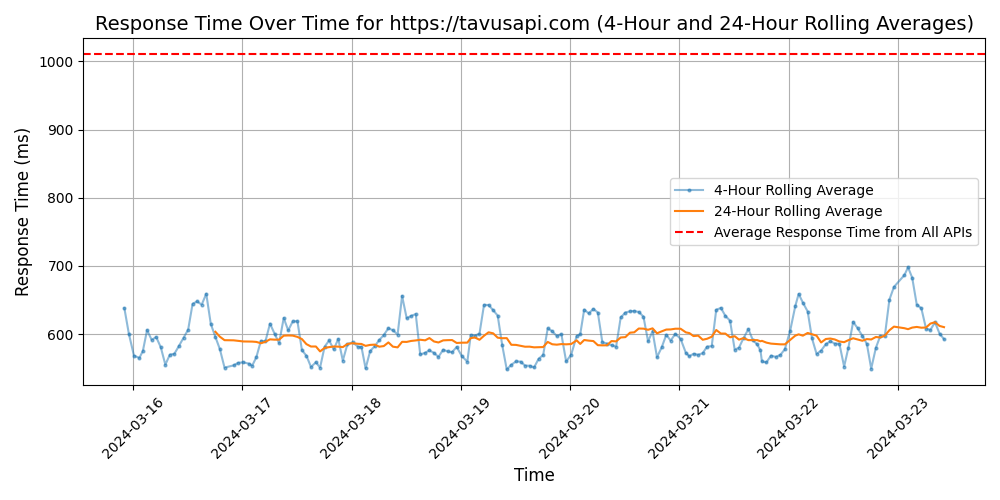 Response Time Over Time for https://tavusapi.com (4-Hour and 24-Hour Rolling Averages)
Response Time (ms)
1000
900
800
700
600
4-Hour Rolling Average
24-Hour Rolling Average
Average Response Time from All APIs
2024-03-16
2024-03-17
2024-03-18
2024-03-19
2024-03-20
2024-03-21
2024-03-22
2024-03-23
Time